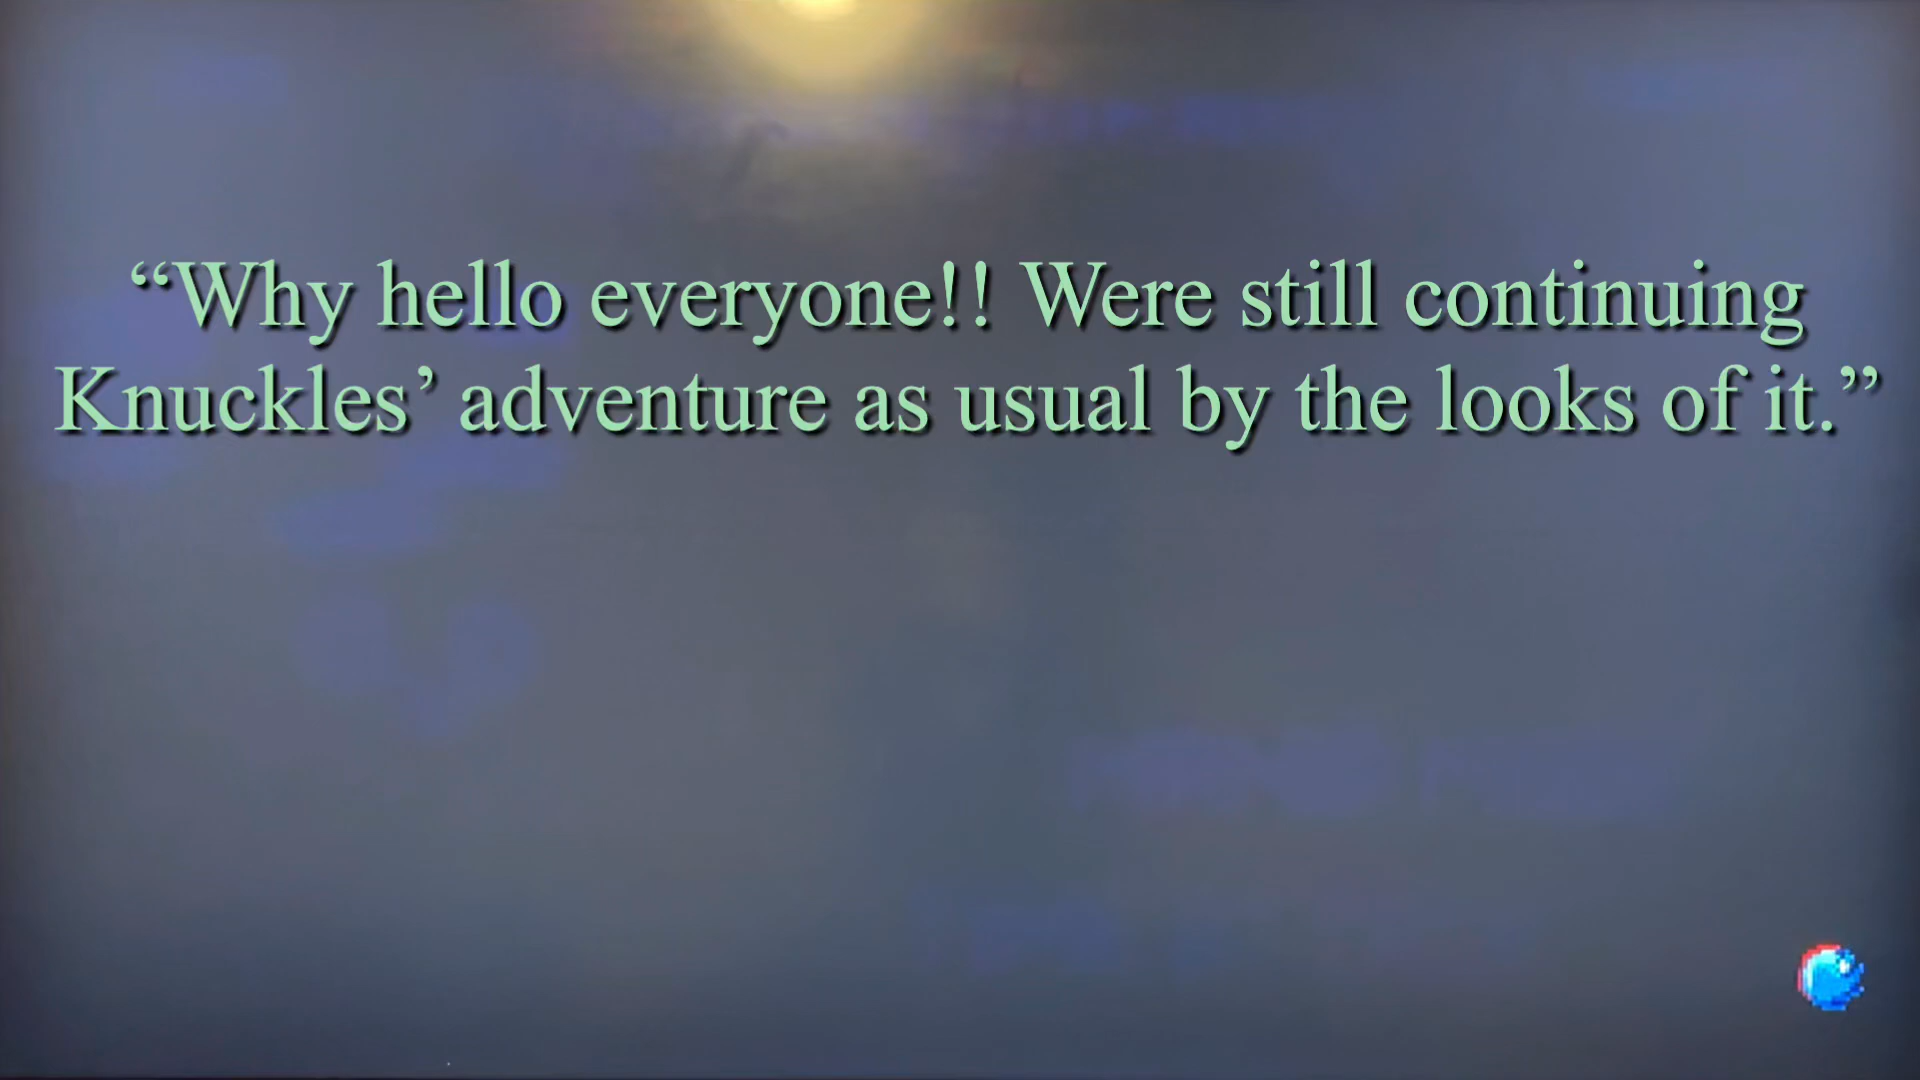 “Why hello everyone!! Were still continuing
Knuckles’ adventure as usual by the looks of it.”